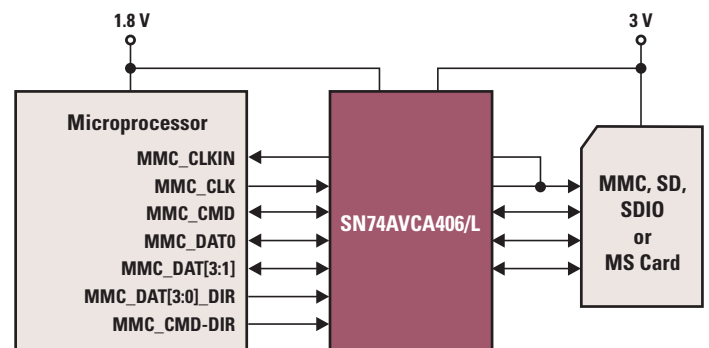 1.8 V
3 V
Microprocessor
MMC_CLKIN
MMC_CLK
MMC_CMD
MMC_DAT0
MMC_DAT[3:1]
MMC_DAT[3:0]_DIR
MMC_CMD-DIR
SN74AVCA406/L
MMC, SD,
SDIO
or
MS Card